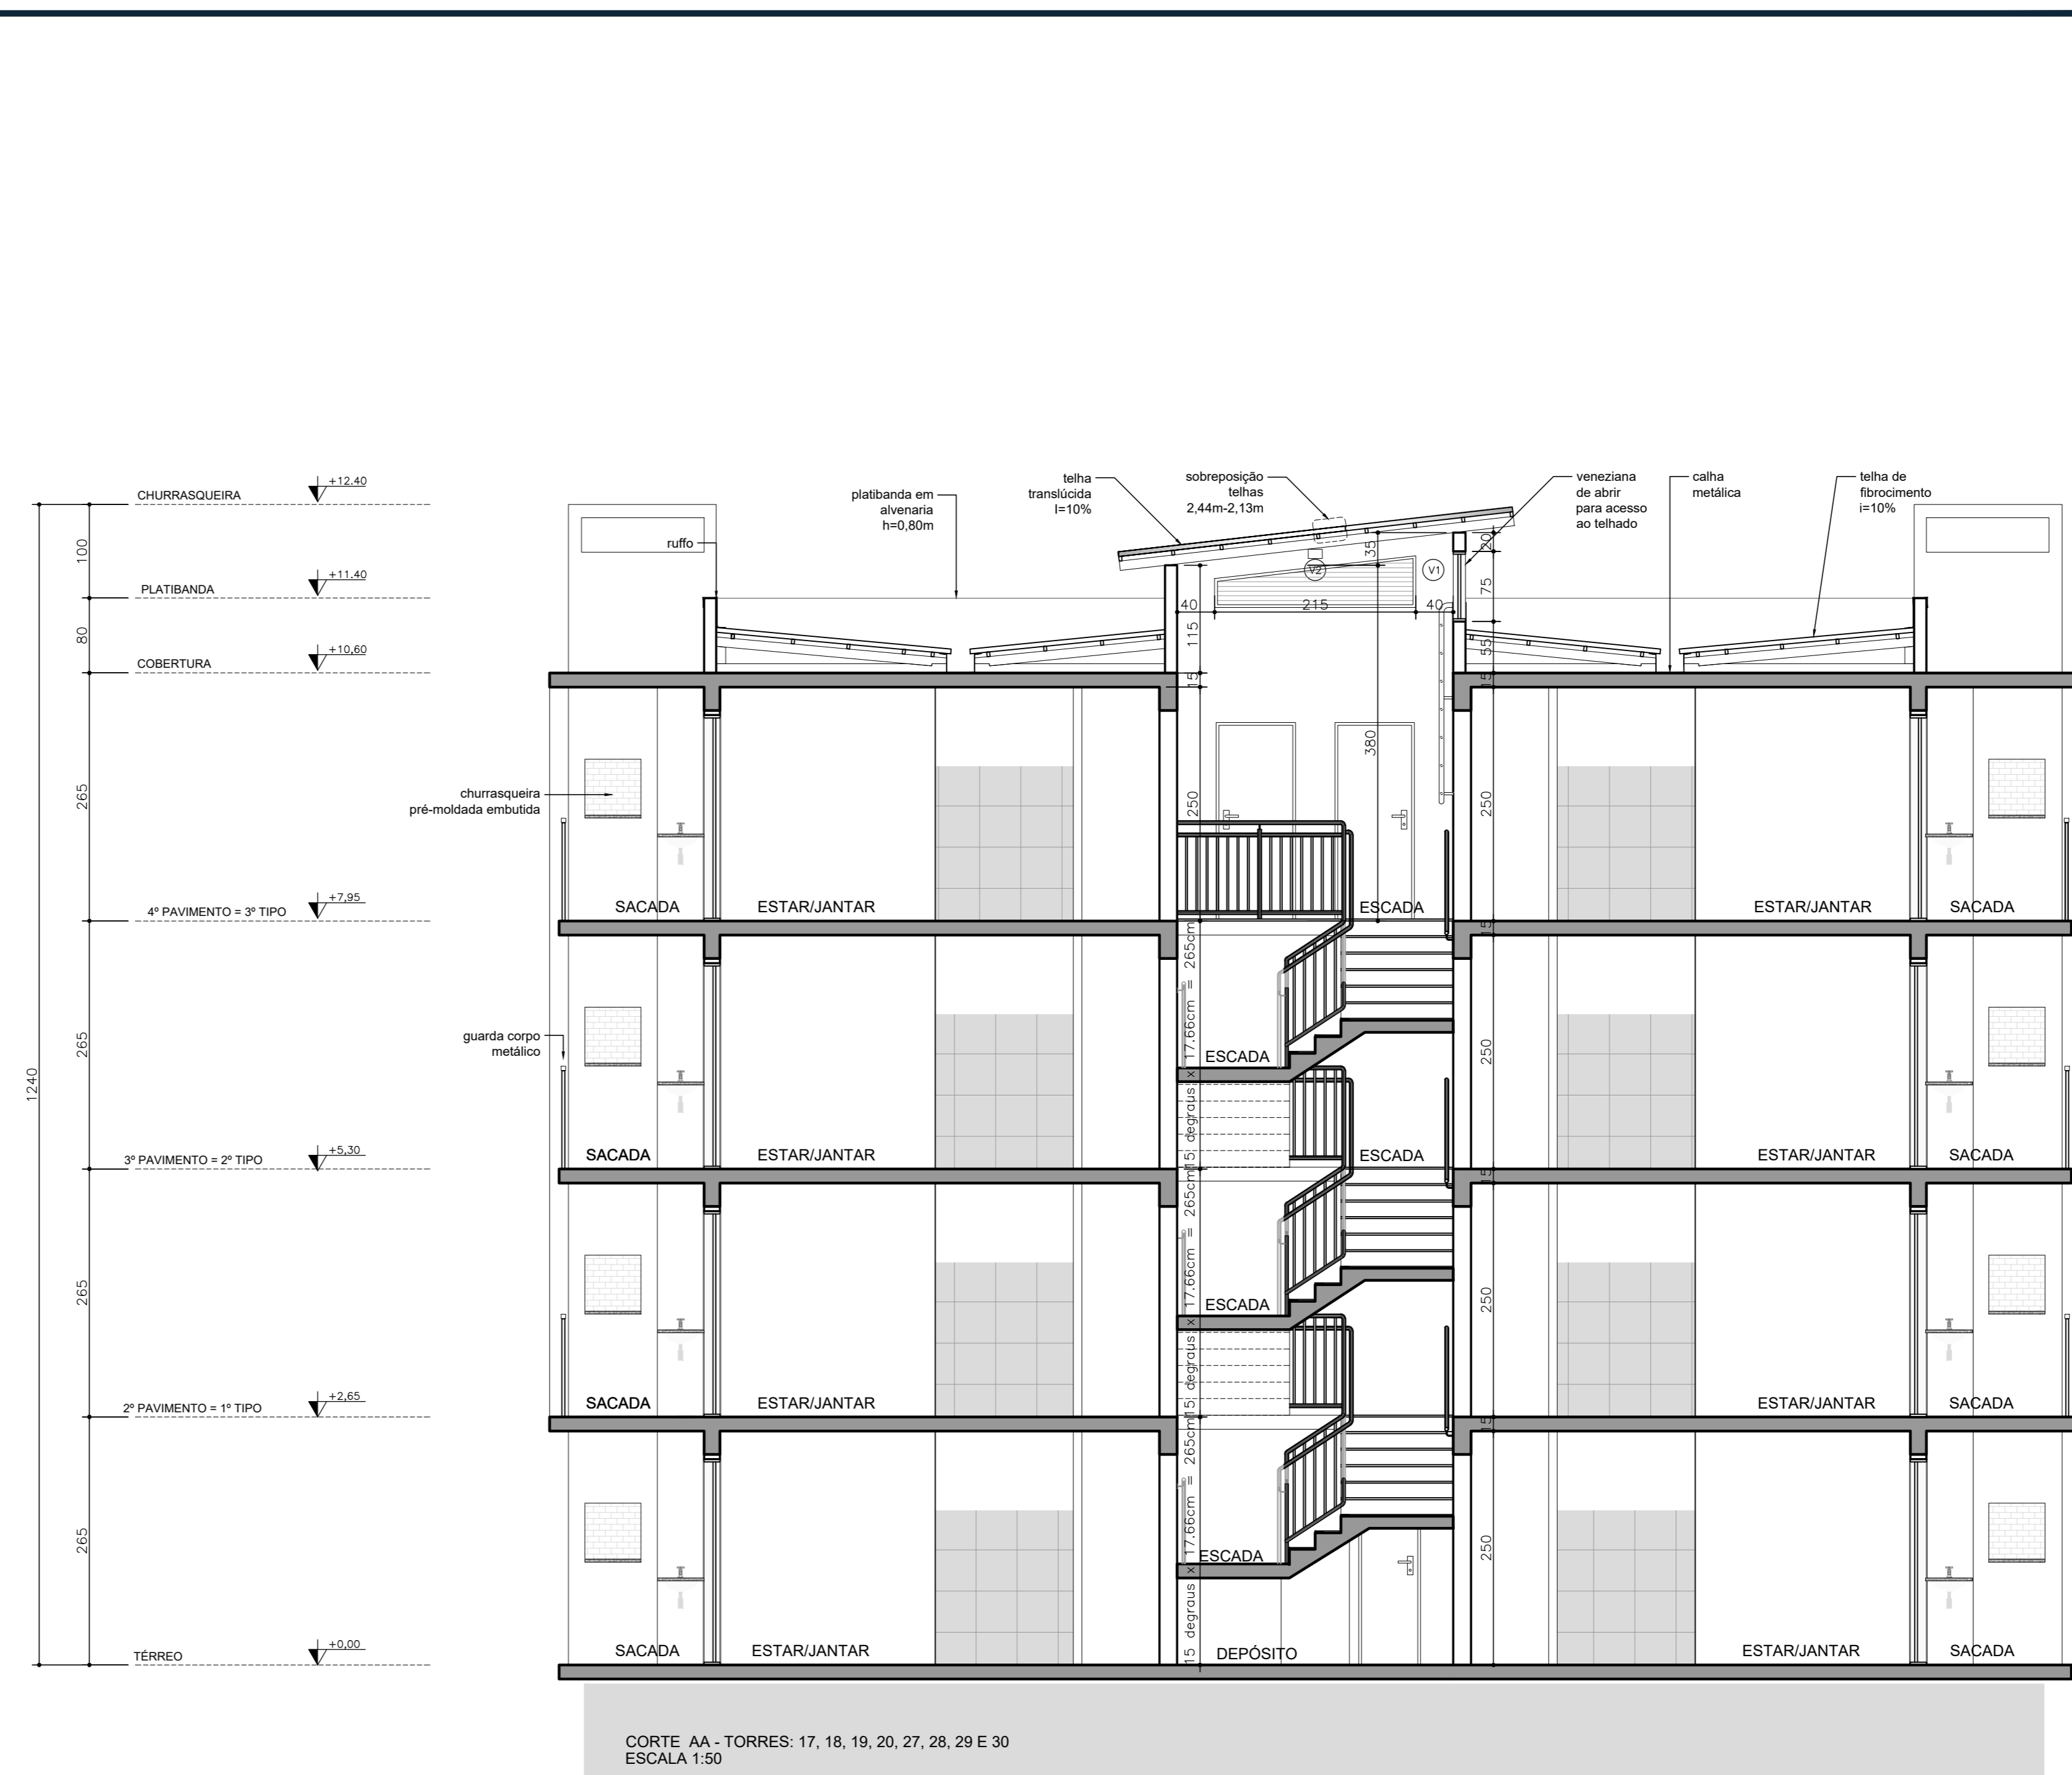 CHURRASQUEIRA
+12.40
PLATIBANDA
+11.40
COBERTURA
+10,60
4º PAVIMENTO = 3º TIPO
+7,95
3º PAVIMENTO = 2º TIPO
+5,30
2º PAVIMENTO = 1º TIPO
+2,65
TÉRREO
+0,00
1240
100
80
265
265
265
265
ruffo
platibanda em
alvenaria
h=0,80m
telha
translúcida
I=10%
sobreposição
telhas
2,44m-2,13m
veneziana
de abrir
para acesso
ao telhado
calha
metálica
telha de
fibrocimento
i=10%
churrasqueira
pré-moldada embutida
guarda corpo
metálico
V2
V1
35
20
75
55
15
40
215
40
115
15
380
250
250
SACADA
ESTAR/JANTAR
ESCADA
ESTAR/JANTAR
SACADA
15
15 degraus x 17.66cm = 265cm
ESCADA
250
SACADA
ESTAR/JANTAR
ESCADA
ESTAR/JANTAR
SACADA
15
15 degraus x 17.66cm = 265cm
ESCADA
250
SACADA
ESTAR/JANTAR
ESTAR/JANTAR
SACADA
15
15 degraus x 17.66cm = 265cm
ESCADA
250
SACADA
ESTAR/JANTAR
DEPÓSITO
ESTAR/JANTAR
SACADA
CORTE AA - TORRES: 17, 18, 19, 20, 27, 28, 29 E 30
ESCALA 1:50